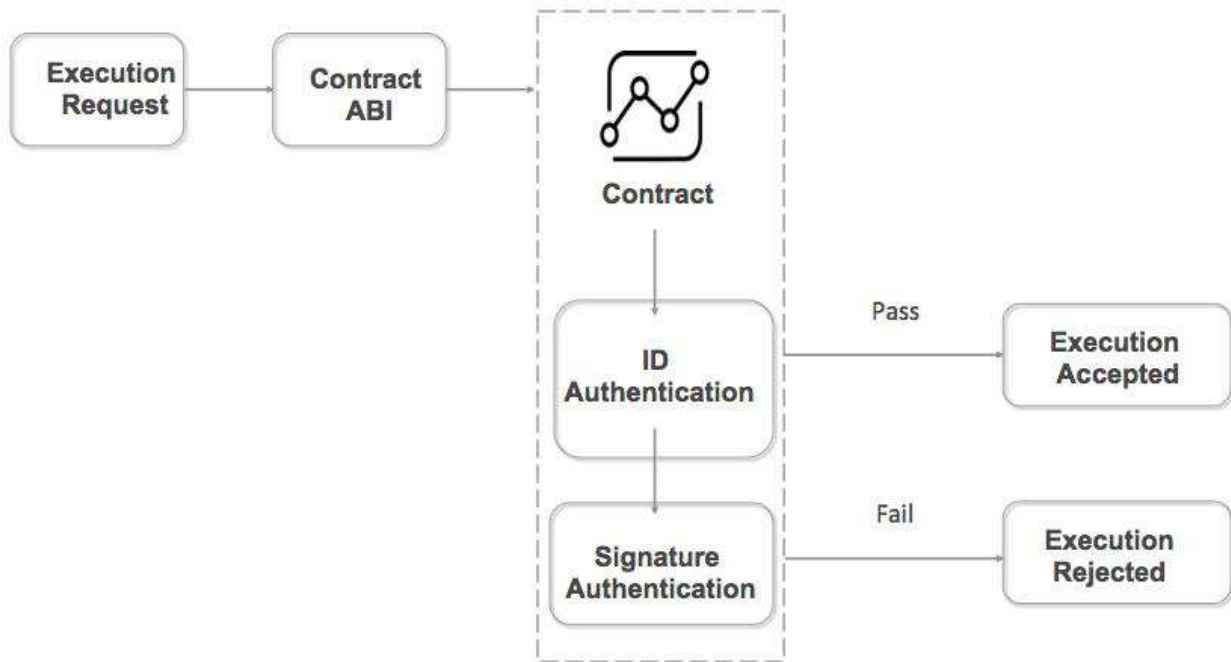 Execution
Request
Contract
ABI
Contract
ID
Authentication
Pass
Execution
Accepted
Signature
Authentication
Fail
Execution
Rejected